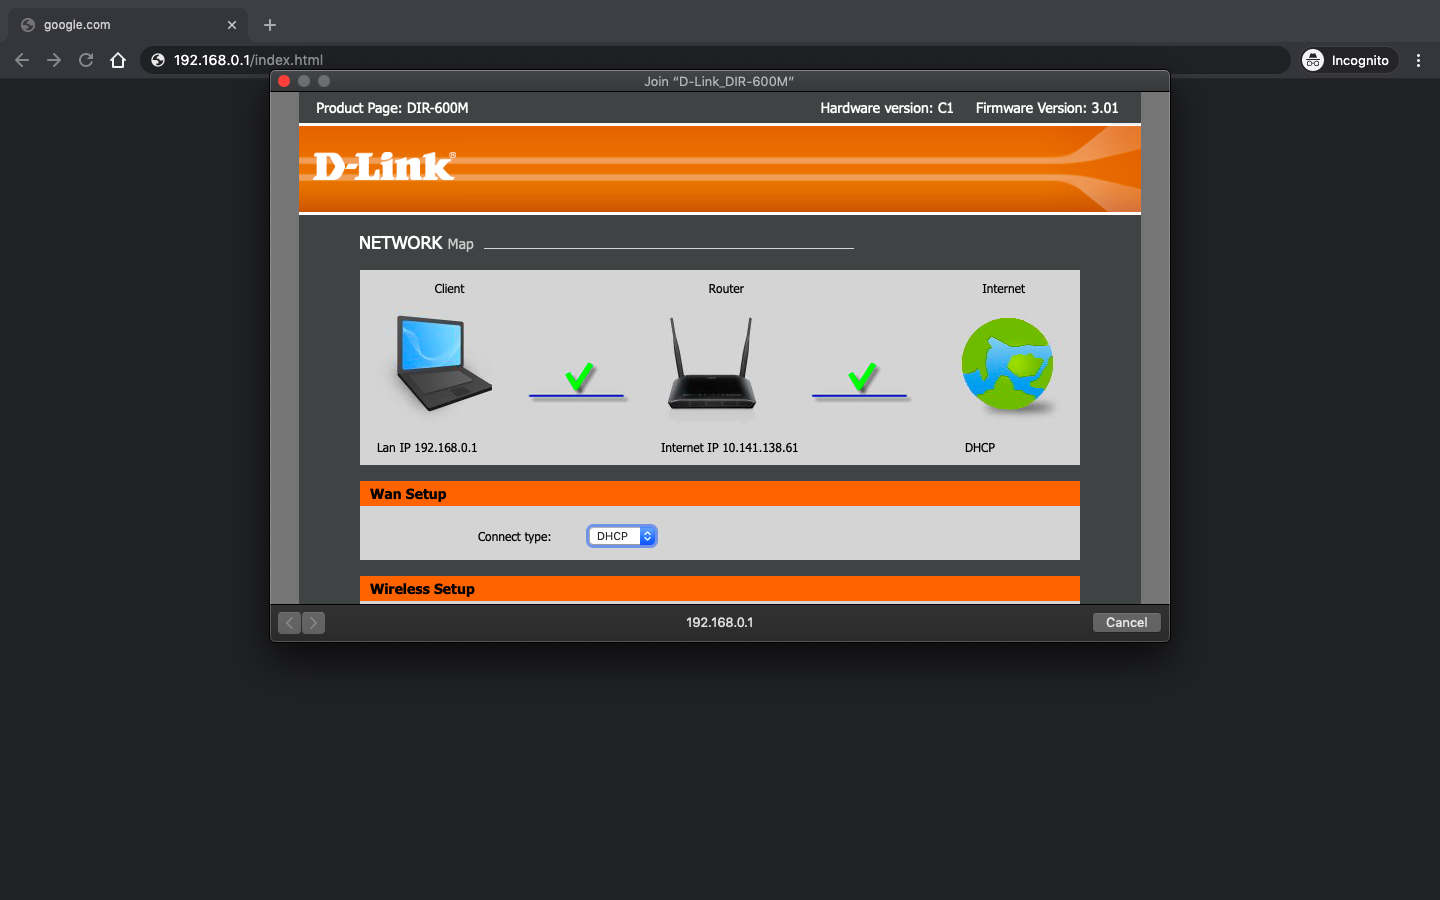 google.com
192.168.0.1/index.html
Incognito
Join “D-Link_DIR-600M”
Product Page: DIR-600M Hardware version: C1 Firmware Version: 3.01
D-Link®
NETWORK Map
Client Router Internet
Lan IP 192.168.0.1 Internet IP 10.141.138.61 DHCP
Wan Setup
Connect type: DHCP
Wireless Setup
192.168.0.1
Cancel